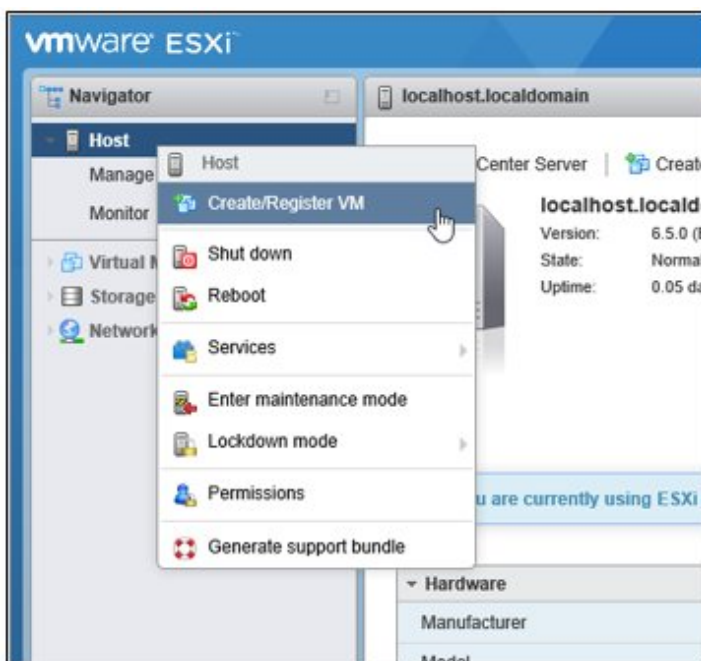 vmware ESXi
Navigator
localhost.localdomain
Host
Manage
Monitor
Virtual
Storage
Network
Host
Create/Register VM
Shut down
Reboot
Services
Enter maintenance mode
Lockdown mode
Permissions
Generate support bundle
Center Server
Creat
localhost.locald
Version: 6.5.0 (
State: Normal
Uptime: 0.05 da
u are currently using ESXi
Hardware
Manufacturer
Model